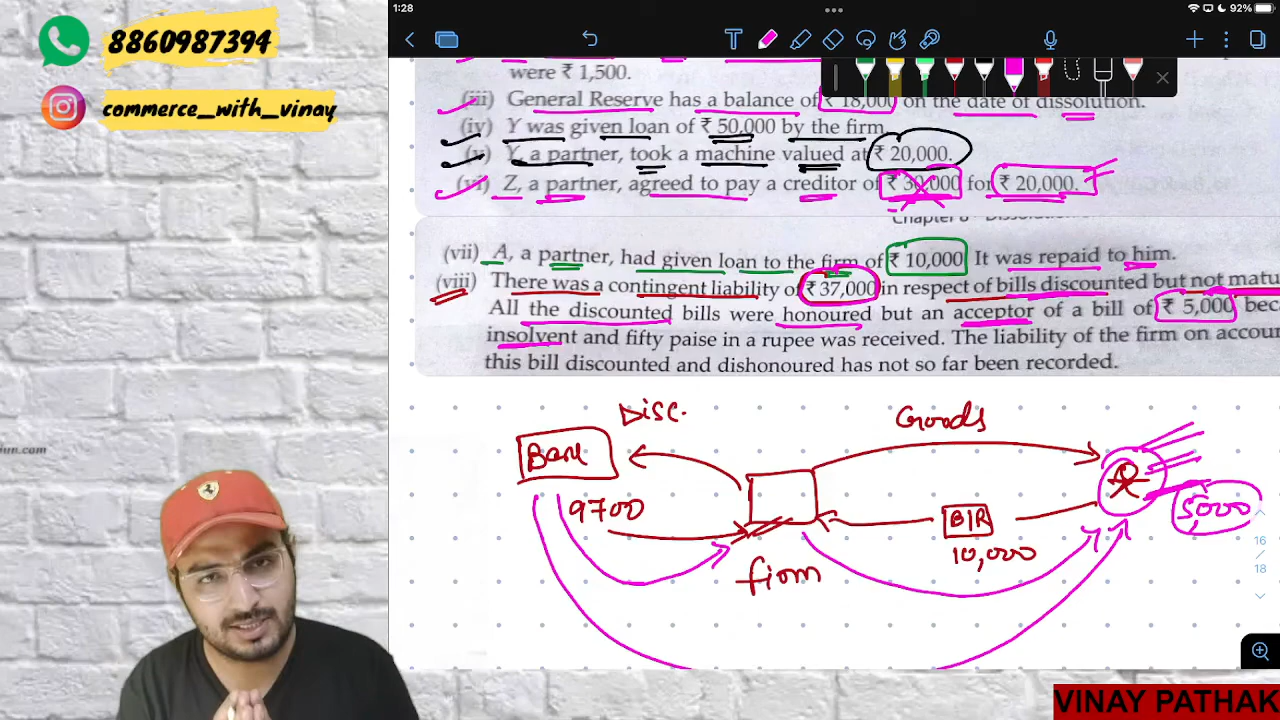 8860987394
commerce_with_vinay
1:28
92%
were ₹ 1,500.
(iii) General Reserve has a balance of ₹ 18,000 on the date of dissolution.
(iv) Y was given loan of ₹ 50,000 by the firm
(v) Y, a partner, took a machine valued at ₹ 20,000.
(vi) Z, a partner, agreed to pay a creditor of ₹ 30,000 for ₹ 20,000.
(vii) A, a partner, had given loan to the firm of ₹ 10,000. It was repaid to him.
(viii) There was a contingent liability of ₹ 37,000 in respect of bills discounted but not matu
All the discounted bills were honoured but an acceptor of a bill of ₹ 5,000 bec
insolvent and fifty paise in a rupee was received. The liability of the firm on accou
this bill discounted and dishonoured has not so far been recorded.
Disc.
Goods
Bank
9700
B/R
5000
10,000
firm
16
/
18
VINAY PATHAK